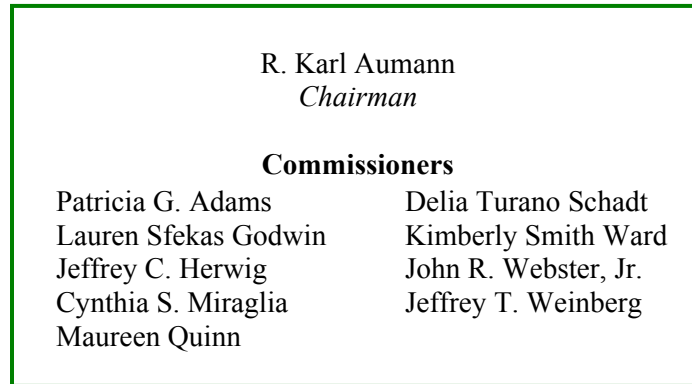 R. Karl Aumann
Chairman
Commissioners
Patricia G. Adams
Lauren Sfekas Godwin
Jeffrey C. Herwig
Cynthia S. Miraglia
Maureen Quinn
Delia Turano Schadt
Kimberly Smith Ward
John R. Webster, Jr.
Jeffrey T. Weinberg